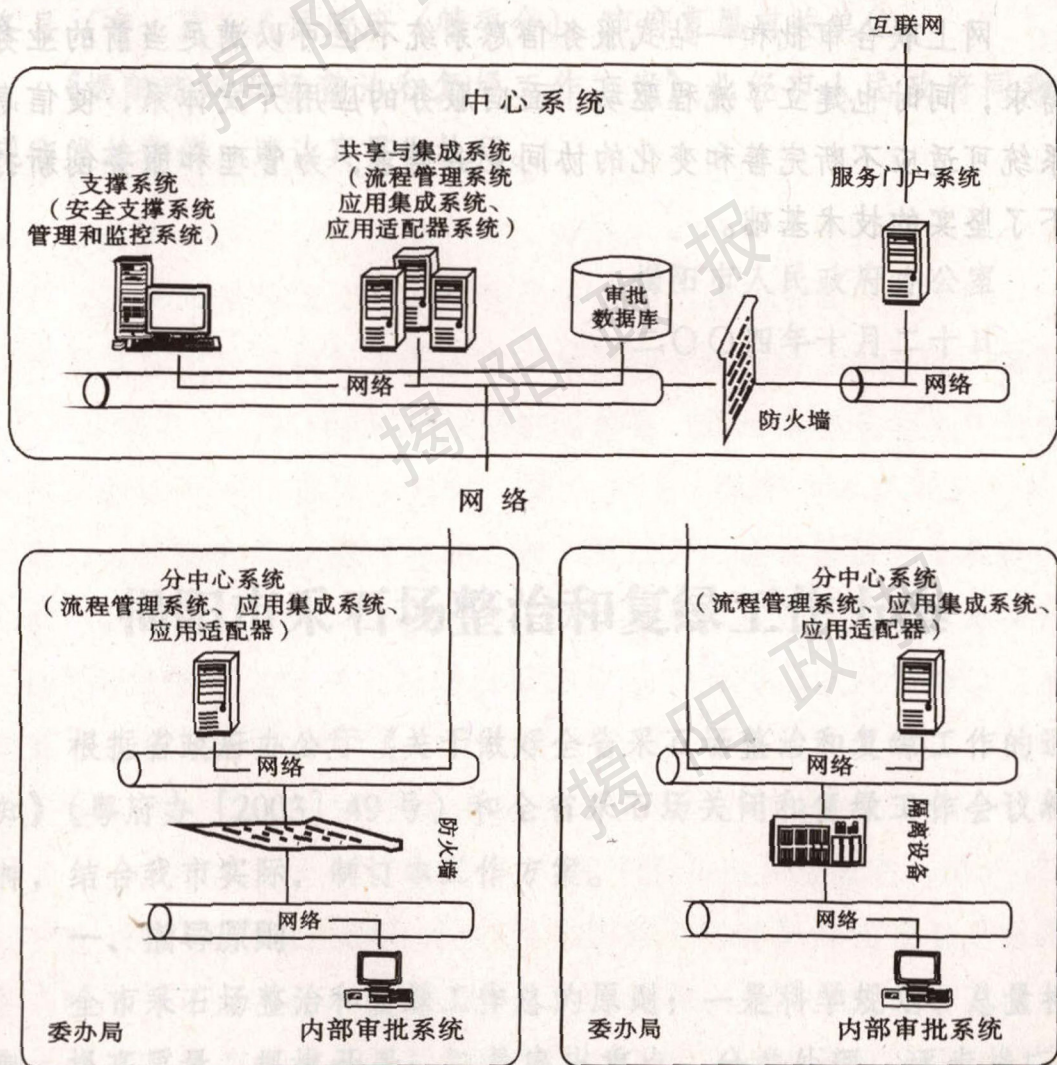 互联网
中心系统
支撑系统
（安全支撑系统
管理和监控系统）
共享与集成系统
（流程管理系统
应用集成系统、
应用适配器系统）
审批
数据库
服务门户系统
网络
网络
防火墙
网 络
分中心系统
（流程管理系统、应用集成系统、
应用适配器）
网络
防火墙
网络
委办局
内部审批系统
分中心系统
（流程管理系统、应用集成系统、
应用适配器）
网络
隔离设备
网络
委办局
内部审批系统
揭 阳 政 报